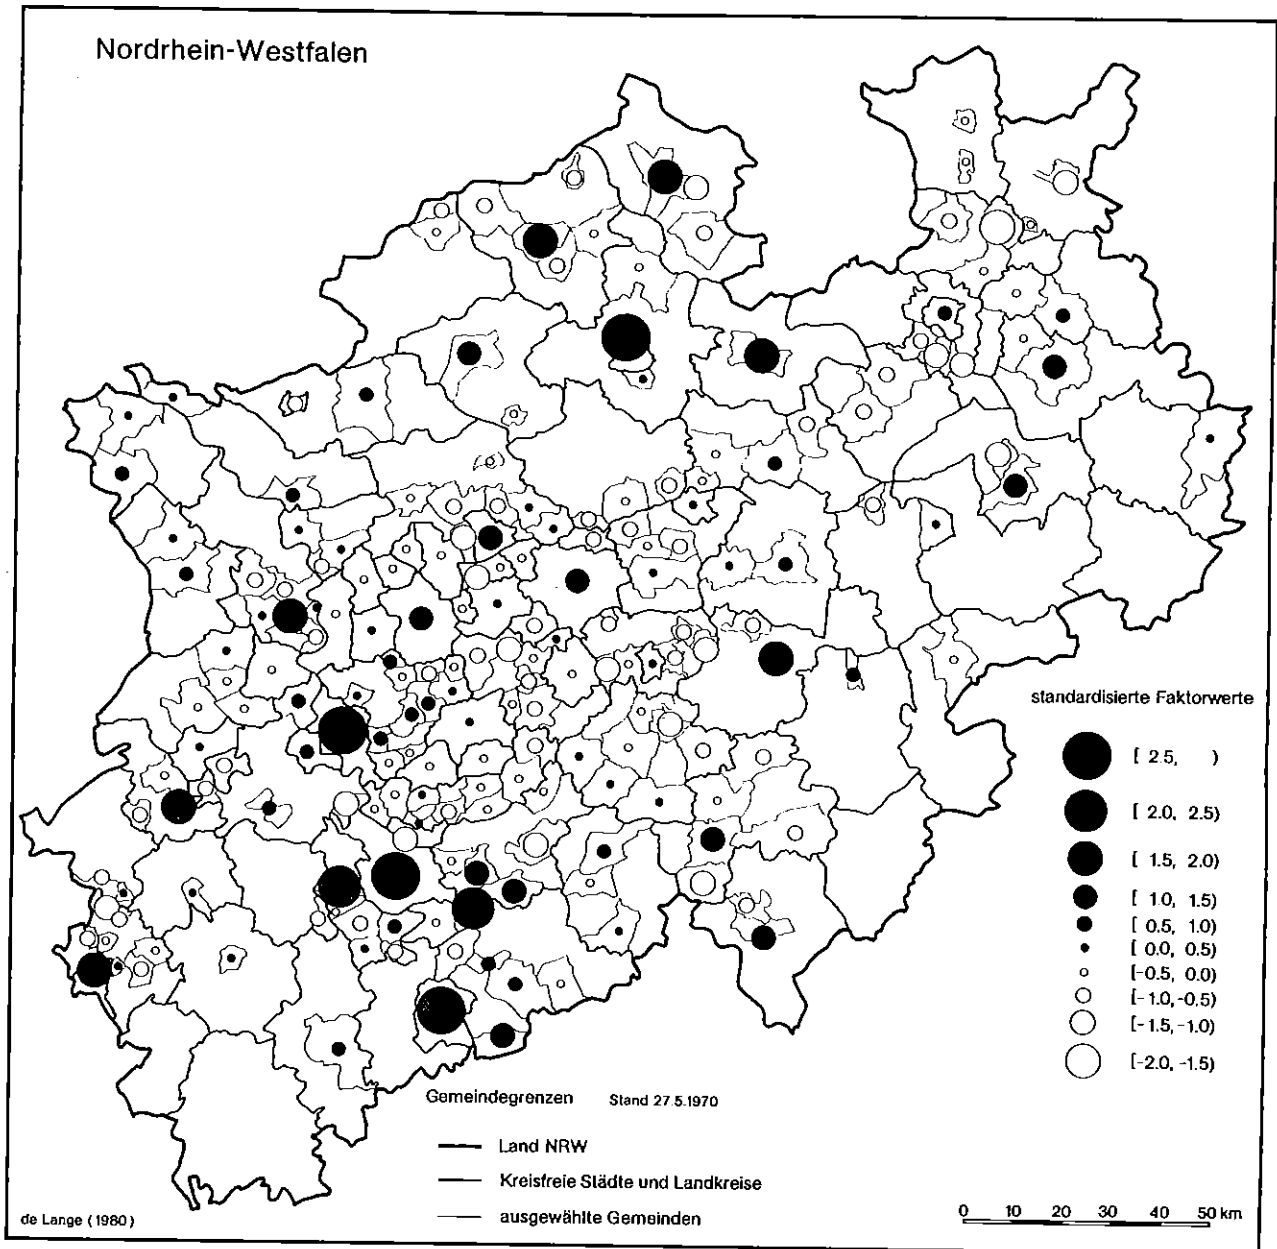 Nordrhein-Westfalen
standardisierte Faktorwerte
[ 2.5, )
[ 2.0, 2.5)
[ 1.5, 2.0)
[ 1.0, 1.5)
[ 0.5, 1.0)
[ 0.0, 0.5)
[-0.5, 0.0)
[-1.0,-0.5)
[-1.5,-1.0)
[-2.0, -1.5)
Gemeindegrenzen Stand 27.5.1970
Land NRW
Kreisfreie Städte und Landkreise
ausgewählte Gemeinden
de Lange (1980)
0 10 20 30 40 50 km